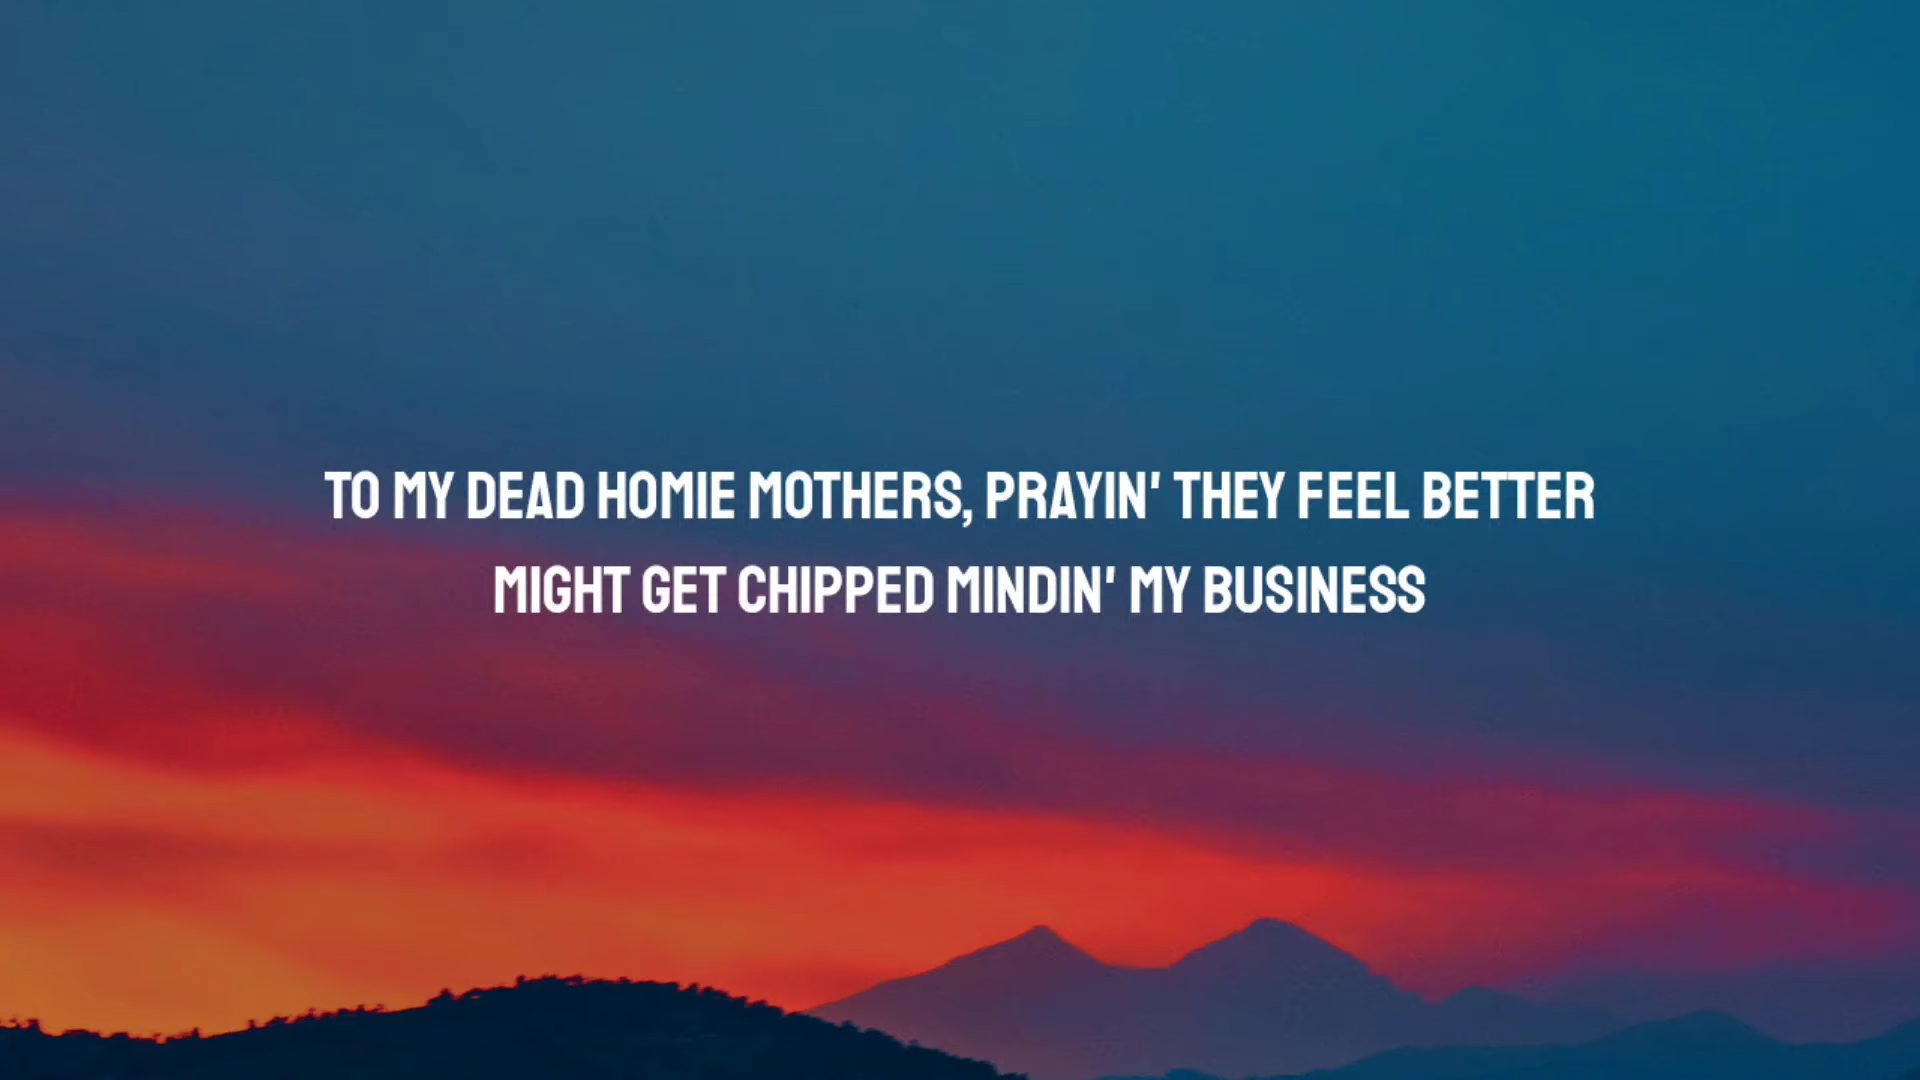 TO MY DEAD HOMIE MOTHERS, PRAYIN' THEY FEEL BETTER
MIGHT GET CHIPPED MINDIN' MY BUSINESS